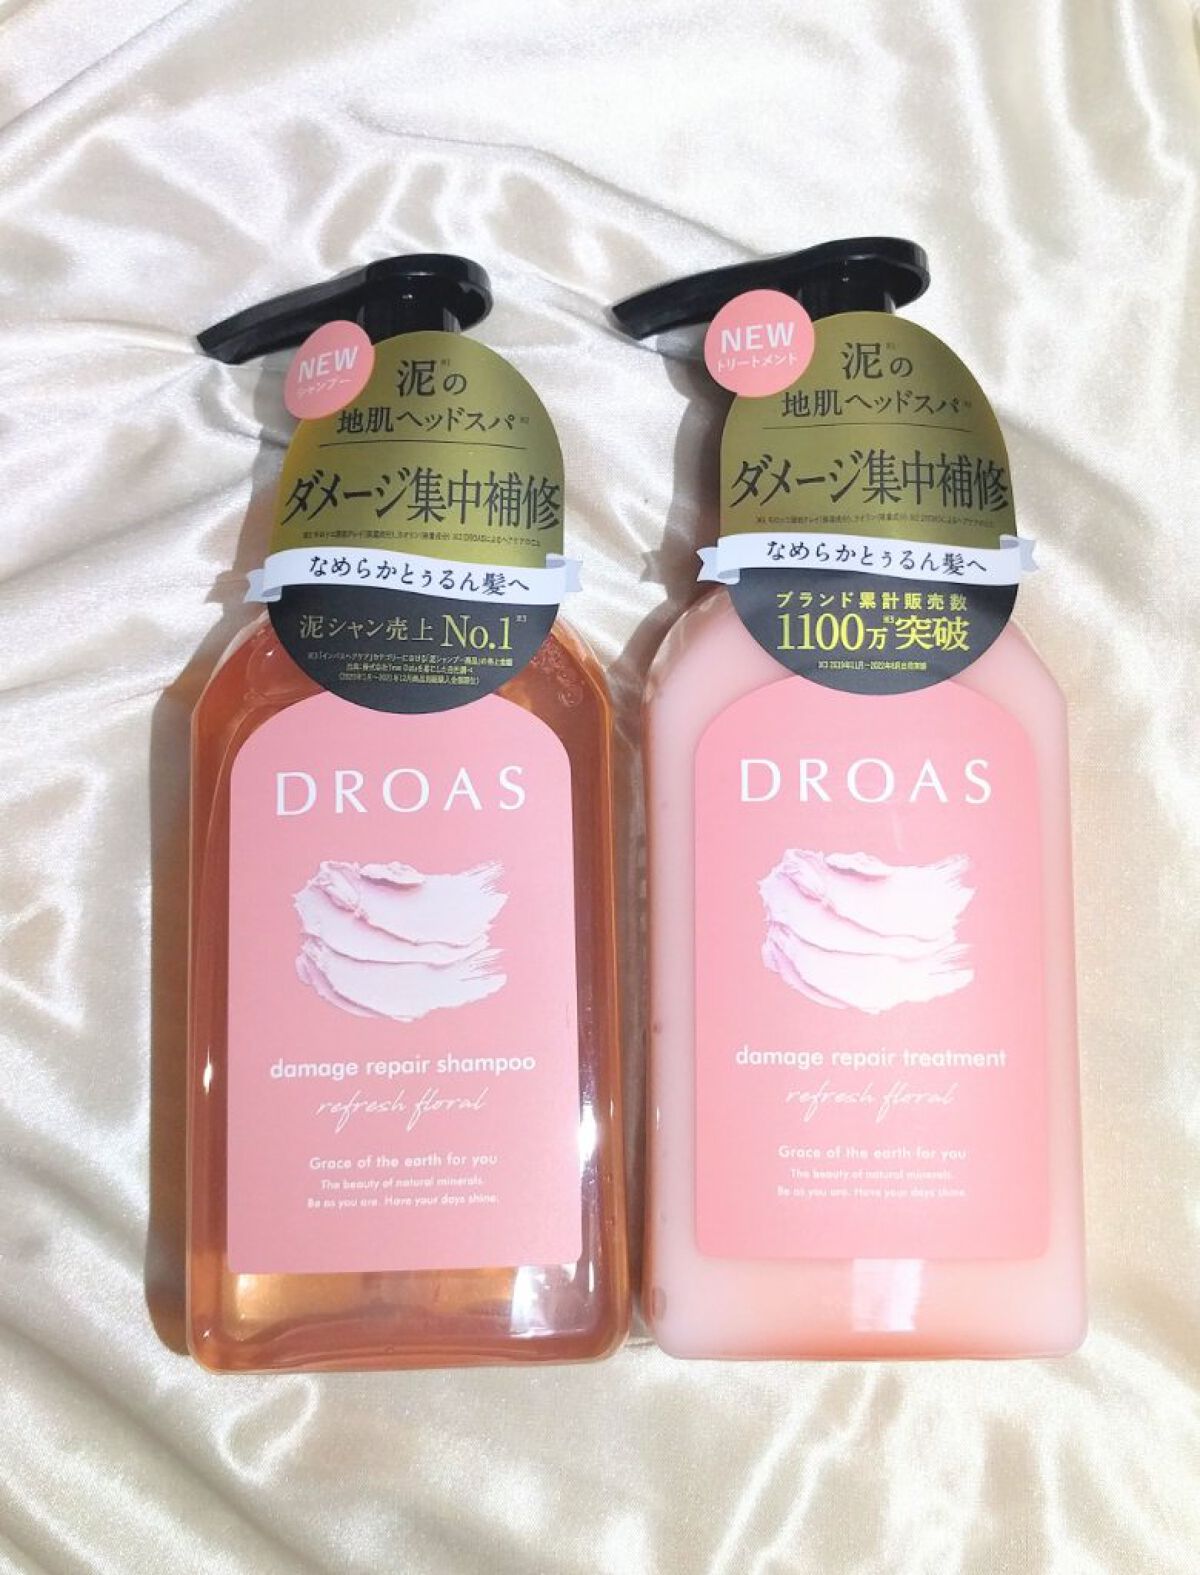 NEW
シャンプー
泥※1の
地肌ヘッドスパ※2
ダメージ集中補修
なめらかとぅるん髪へ
泥シャン売上 No.1※3
DROAS
damage repair shampoo
refresh floral
Grace of the earth for you
The beauty of natural minerals.
Be as you are. Have your days shine.
NEW
トリートメント
泥※1の
地肌ヘッドスパ※2
ダメージ集中補修
なめらかとぅるん髪へ
ブランド累計販売数
1100万※3突破
DROAS
damage repair treatment
refresh floral
Grace of the earth for you
The beauty of natural minerals.
Be as you are. Have your days shine.